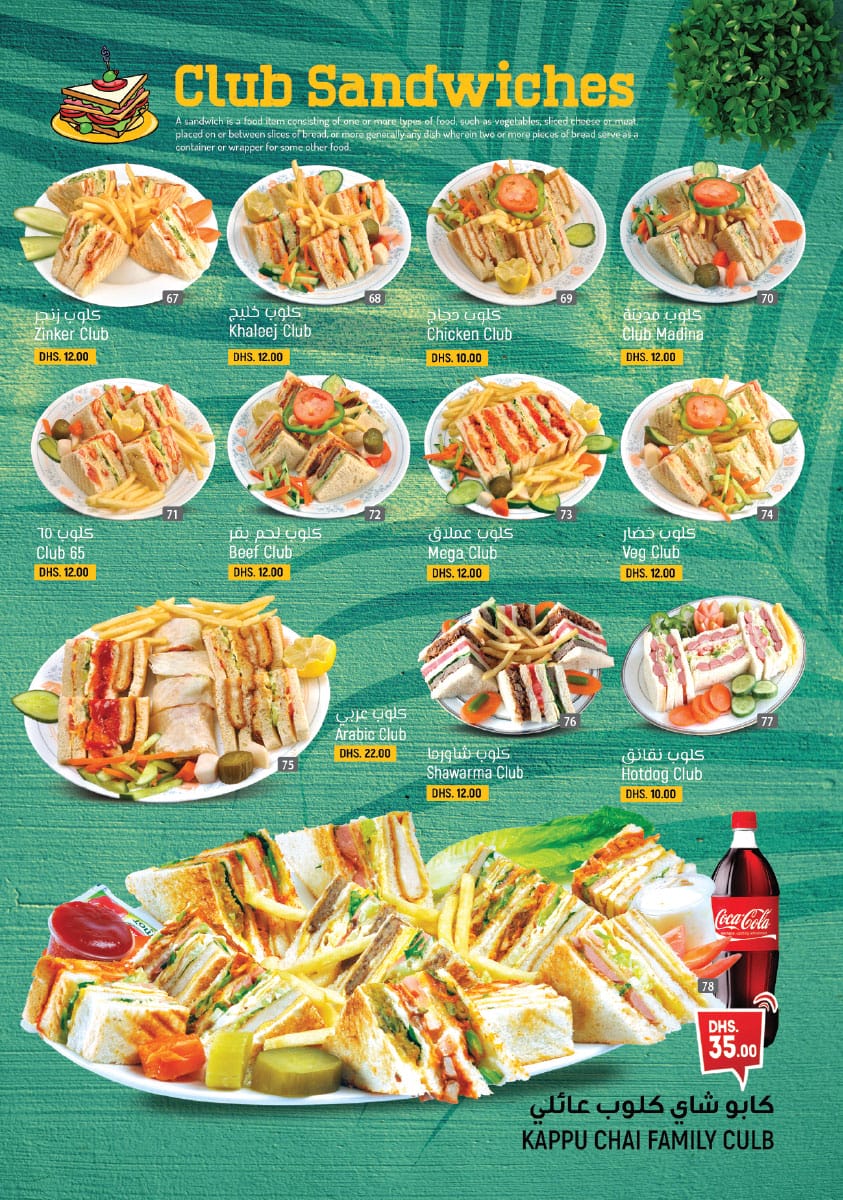 Club Sandwiches
A sandwich is a food item consisting of one or more types of food, such as vegetables, sliced cheese or meat,
placed on or between slices of bread, or more generally any dish wherein two or more pieces of bread serve as a
container or wrapper for some other food.
67
كلوب زنجر
Zinker Club
DHS. 12.00
68
كلوب خليج
Khaleej Club
DHS. 12.00
69
كلوب دجاج
Chicken Club
DHS. 10.00
70
كلوب مدينة
Club Madina
DHS. 12.00
71
كلوب ٦٥
Club 65
DHS. 12.00
72
كلوب لحم بقر
Beef Club
DHS. 12.00
73
كلوب عملاق
Mega Club
DHS. 12.00
74
كلوب خضار
Veg Club
DHS. 12.00
75
كلوب عربي
Arabic Club
DHS. 22.00
76
كلوب شاورما
Shawarma Club
DHS. 12.00
77
كلوب نقانق
Hotdog Club
DHS. 10.00
Coca-Cola
78
DHS.
35.00
كابو شاي كلوب عائلي
KAPPU CHAI FAMILY CULB